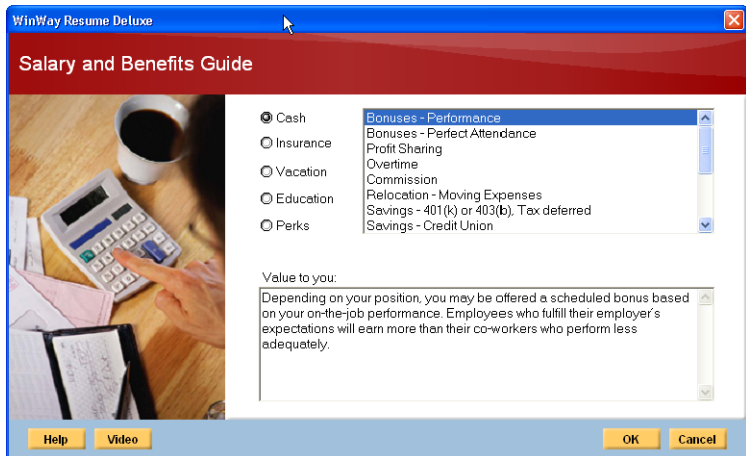 WinWay Resume Deluxe
Salary and Benefits Guide
Cash
Insurance
Vacation
Education
Perks
Bonuses - Performance
Bonuses - Perfect Attendance
Profit Sharing
Overtime
Commission
Relocation - Moving Expenses
Savings - 401(k) or 403(b), Tax deferred
Savings - Credit Union
Value to you:
Depending on your position, you may be offered a scheduled bonus based
on your on-the-job performance. Employees who fulfill their employer's
expectations will earn more than their co-workers who perform less
adequately.
Help
Video
OK
Cancel